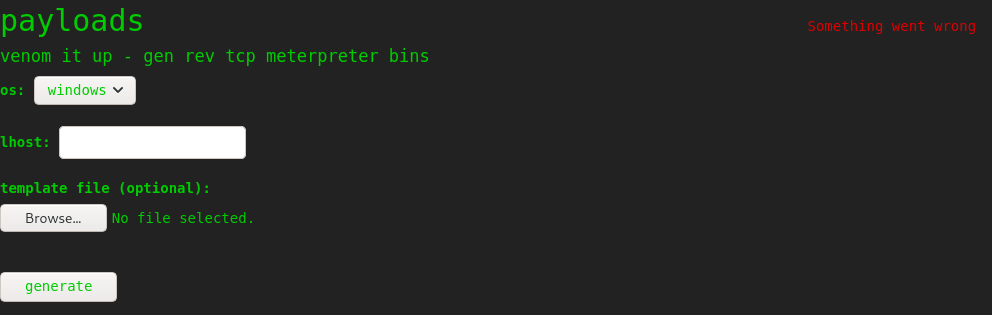 payloads
Something went wrong
venom it up - gen rev tcp meterpreter bins
os: windows
lhost:
template file (optional):
Browse... No file selected.
generate